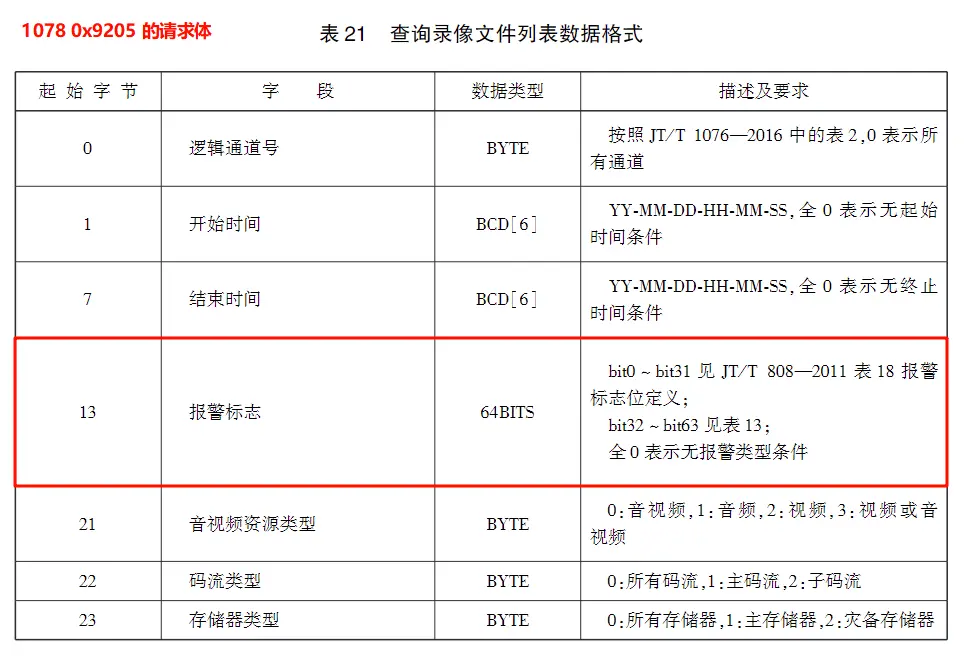 1078 0x9205 的请求体
表 21 查询录像文件列表数据格式
起始字节 字 段 数据类型 描述及要求
0 逻辑通道号 BYTE 按照 JT/T 1076—2016 中的表 2,0 表示所
有通道
1 开始时间 BCD[6] YY-MM-DD-HH-MM-SS,全 0 表示无起始
时间条件
7 结束时间 BCD[6] YY-MM-DD-HH-MM-SS,全 0 表示无终止
时间条件
13 报警标志 64BITS bit0 ~ bit31 见 JT/T 808—2011 表 18 报警
标志位定义;
bit32 ~ bit63 见表 13;
全 0 表示无报警类型条件
21 音视频资源类型 BYTE 0:音视频,1:音频,2:视频,3:视频或音
视频
22 码流类型 BYTE 0:所有码流,1:主码流,2:子码流
23 存储器类型 BYTE 0:所有存储器,1:主存储器,2:灾备存储器